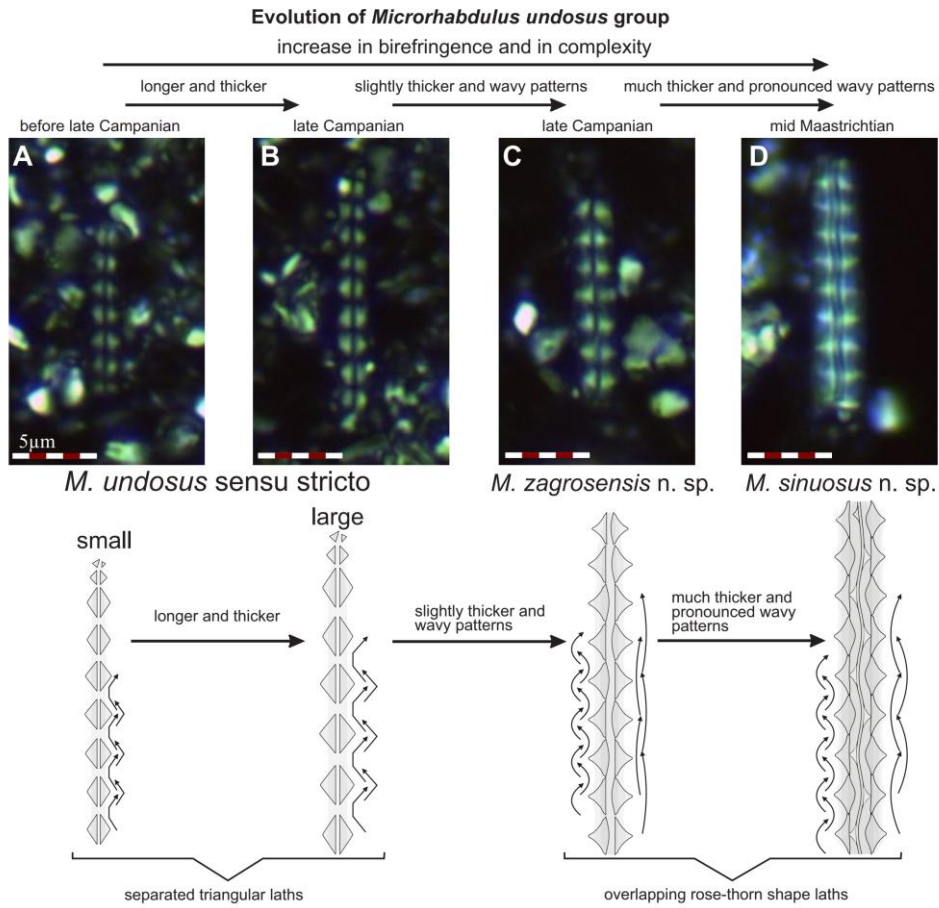 Evolution of Microrhabdulus undosus group
increase in birefringence and in complexity
longer and thicker
slightly thicker and wavy patterns
much thicker and pronounced wavy patterns
before late Campanian
late Campanian
late Campanian
mid Maastrichtian
A
B
C
D
5µm
M. undosus sensu stricto
M. zagrosensis n. sp.
M. sinuosus n. sp.
small
large
longer and thicker
slightly thicker and
wavy patterns
much thicker and
pronounced wavy
patterns
separated triangular laths
overlapping rose-thorn shape laths